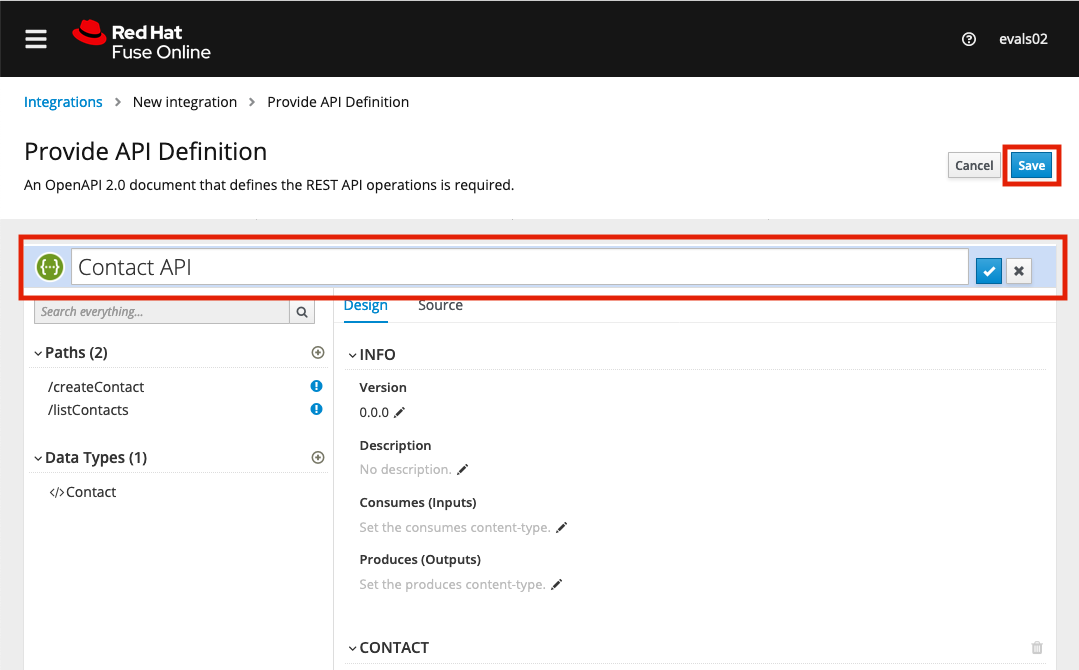 Red Hat
Fuse Online
evals02
Integrations > New integration > Provide API Definition
Provide API Definition
An OpenAPI 2.0 document that defines the REST API operations is required.
Cancel
Save
{···}
Contact API
Search everything...
Design
Source
Paths (2)
/createContact
/listContacts
Data Types (1)
</>Contact
INFO
Version
0.0.0
Description
No description.
Consumes (Inputs)
Set the consumes content-type.
Produces (Outputs)
Set the produces content-type.
CONTACT